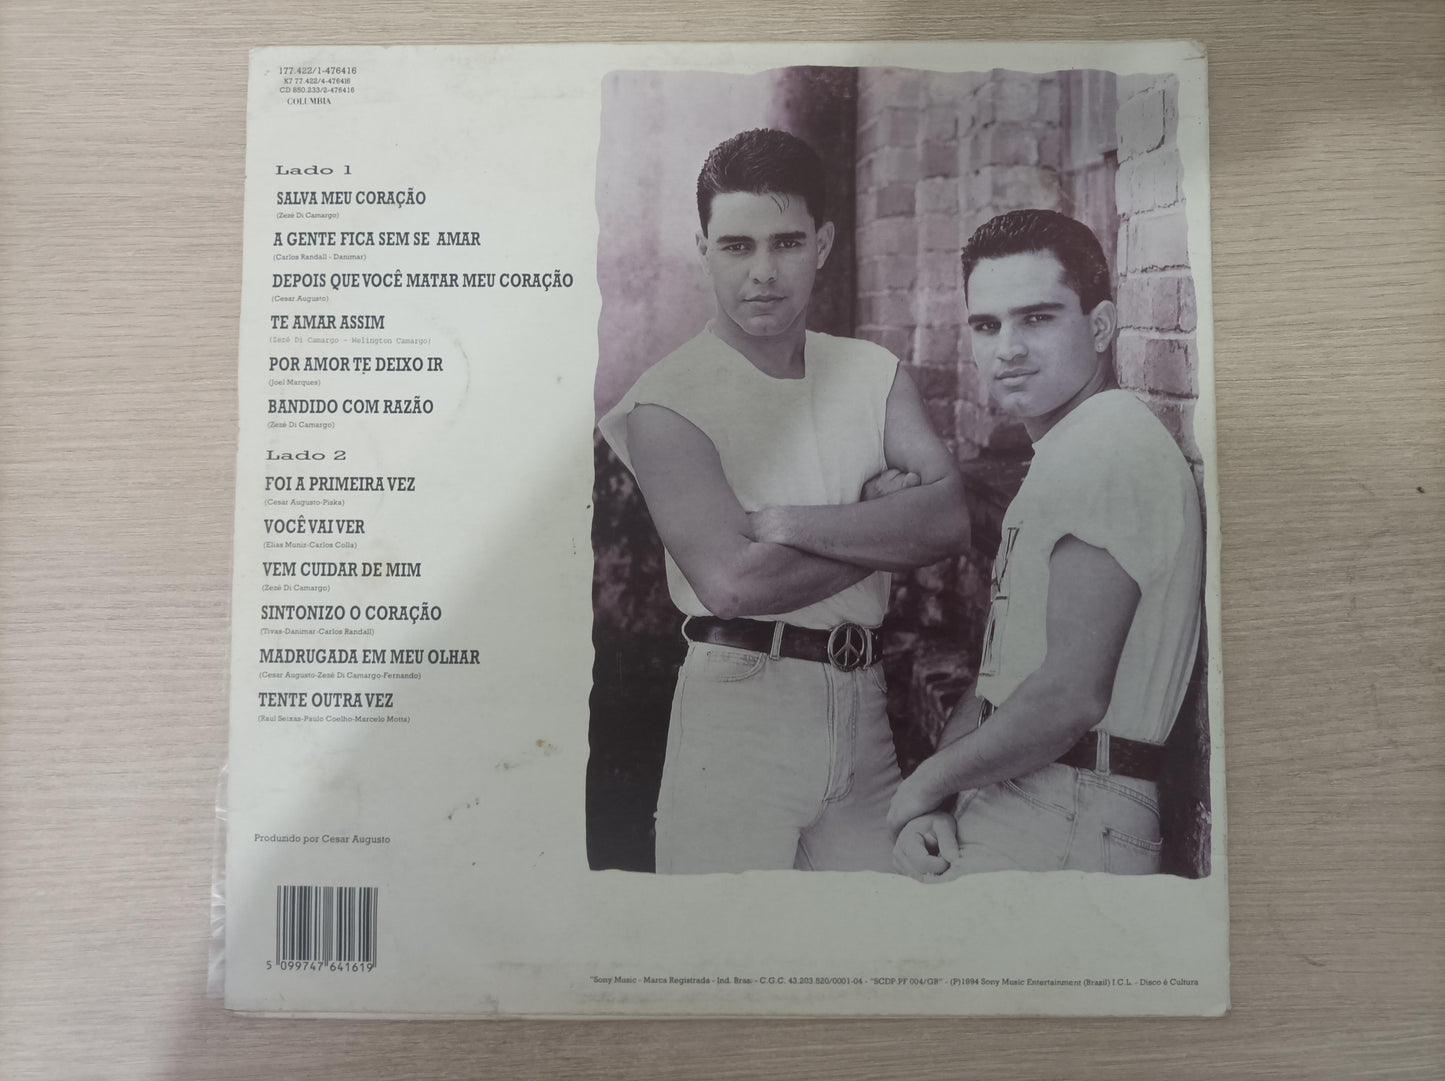 177.422/1-476416
K7 77.422/4-476416
CD 850.233/2-476416
COLUMBIA
Lado 1
SALVA MEU CORAÇÃO
(Zezé Di Camargo)
A GENTE FICA SEM SE AMAR
(Carlos Randall - Danimar)
DEPOIS QUE VOCÊ MATAR MEU CORAÇÃO
(Cesar Augusto)
TE AMAR ASSIM
(Zezé Di Camargo - Welington Camargo)
POR AMOR TE DEIXO IR
(Joel Marques)
BANDIDO COM RAZÃO
(Zezé Di Camargo)
Lado 2
FOI A PRIMEIRA VEZ
(Cesar Augusto-Piska)
VOCÊ VAI VER
(Elias Muniz-Carlos Colla)
VEM CUIDAR DE MIM
(Zezé Di Camargo)
SINTONIZO O CORAÇÃO
(Tivas-Danimar-Carlos Randall)
MADRUGADA EM MEU OLHAR
(Cesar Augusto-Zezé Di Camargo-Fernando)
TENTE OUTRA VEZ
(Raul Seixas-Paulo Coelho-Marcelo Motta)
Produzido por Cesar Augusto
5 099747 641619
"Sony Music - Marca Registrada - Ind. Bras. - C.G.C. 43.203.520/0001-04 - "SCDP PF 004/GB" - (P)1994 Sony Music Entertainment (Brasil) I.C.L. - Disco é Cultura